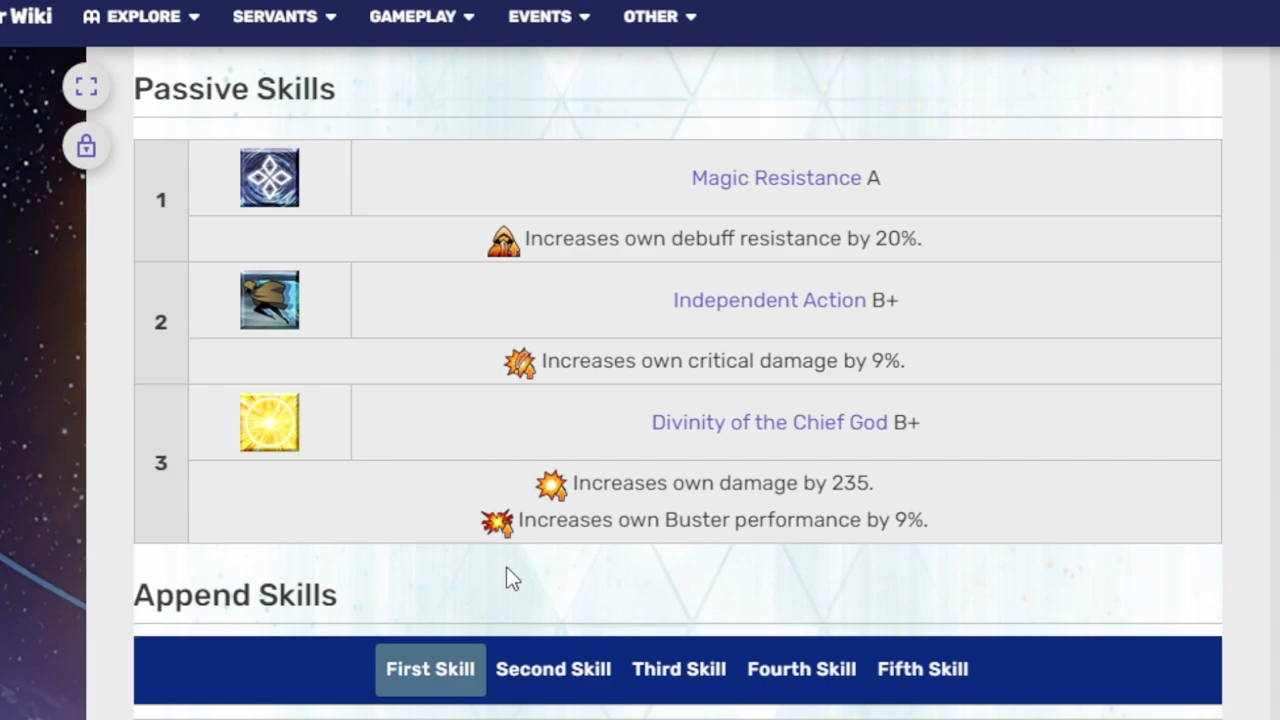 r Wiki
EXPLORE
SERVANTS
GAMEPLAY
EVENTS
OTHER
Passive Skills
1
Magic Resistance A
Increases own debuff resistance by 20%.
2
Independent Action B+
Increases own critical damage by 9%.
3
Divinity of the Chief God B+
Increases own damage by 235.
Increases own Buster performance by 9%.
Append Skills
First Skill
Second Skill
Third Skill
Fourth Skill
Fifth Skill